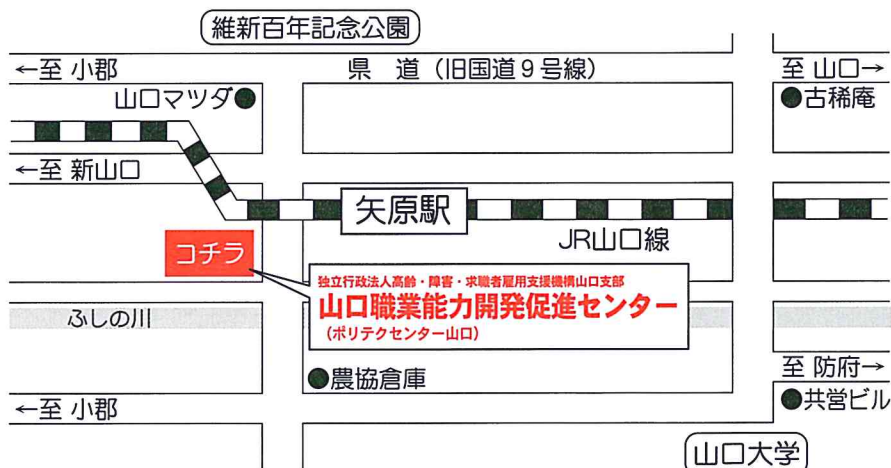 維新百年記念公園
←至 小郡
県 道（旧国道９号線）
至 山口→
山口マツダ●
●古稀庵
←至 新山口
矢原駅
JR山口線
コチラ
独立行政法人高齢・障害・求職者雇用支援機構山口支部
山口職業能力開発促進センター
（ポリテクセンター山口）
ふしの川
至 防府→
●農協倉庫
●共営ビル
←至 小郡
山口大学